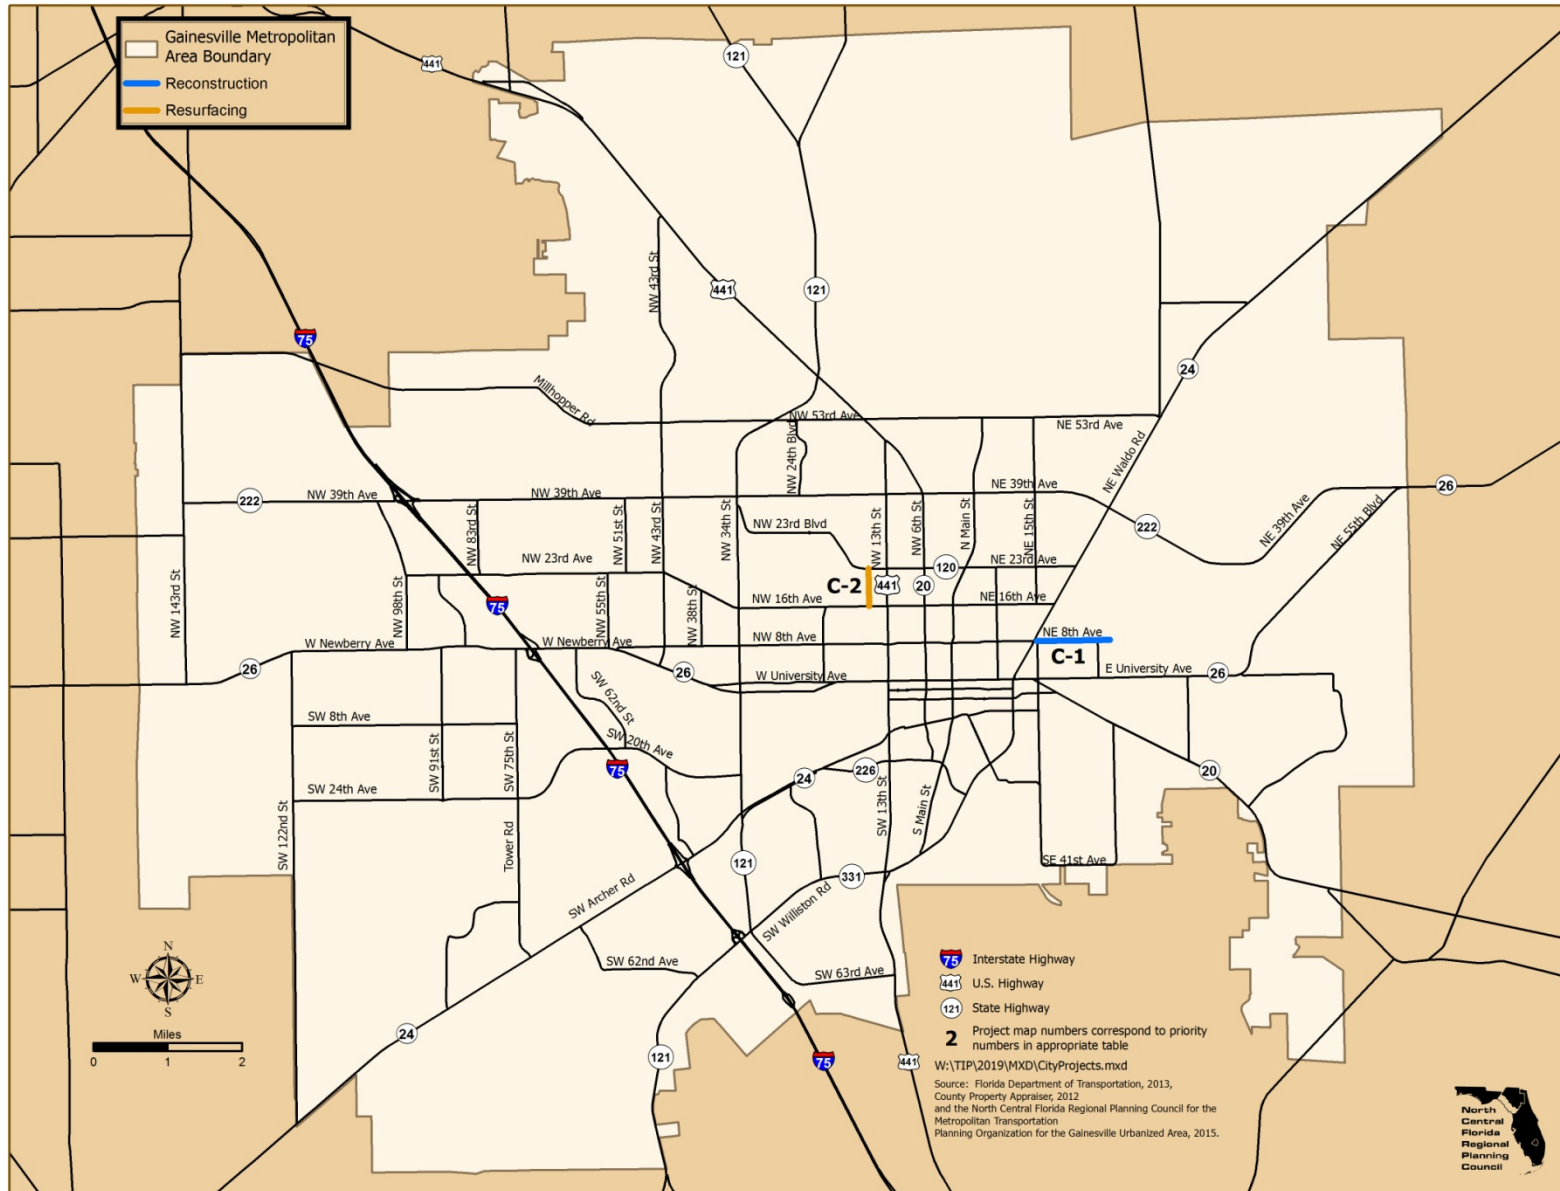 Gainesville Metropolitan
Area Boundary
Reconstruction
Resurfacing
441
121
441
121
75
24
NW 43rd St
Millhopper Rd
NW 53rd Ave
NE 53rd Ave
NW 24th Blvd
NE Waldo Rd
222
NW 39th Ave
NW 39th Ave
NE 39th Ave
222
NE 39th Ave
NE 55th Blvd
26
NW 83rd St
NW 51st St
NW 43rd St
NW 34th St
NW 23rd Blvd
NW 13th St
NW 6th St
N Main St
NE 15th St
NW 23rd Ave
120
NE 23rd Ave
NW 143rd St
NW 98th St
75
NW 55th St
NW 38th St
C-2
441
20
NW 16th Ave
NE 16th Ave
W Newberry Ave
W Newberry Ave
NW 8th Ave
NE 8th Ave
C-1
26
26
W University Ave
E University Ave
26
SW 62nd St
SW 8th Ave
SW 20th Ave
SW 91st St
SW 75th St
75
24
226
20
SW 24th Ave
SW 122nd St
Tower Rd
SW 13th St
S Main St
121
331
SE 41st Ave
SW Archer Rd
SW Williston Rd
SW 62nd Ave
SW 63rd Ave
24
121
75
441
N
W
E
S
Miles
0 1 2
75 Interstate Highway
441 U.S. Highway
121 State Highway
2 Project map numbers correspond to priority
numbers in appropriate table
W:\TIP\2019\MXD\CityProjects.mxd
Source: Florida Department of Transportation, 2013,
County Property Appraiser, 2012
and the North Central Florida Regional Planning Council for the
Metropolitan Transportation
Planning Organization for the Gainesville Urbanized Area, 2015.
North
Central
Florida
Regional
Planning
Council